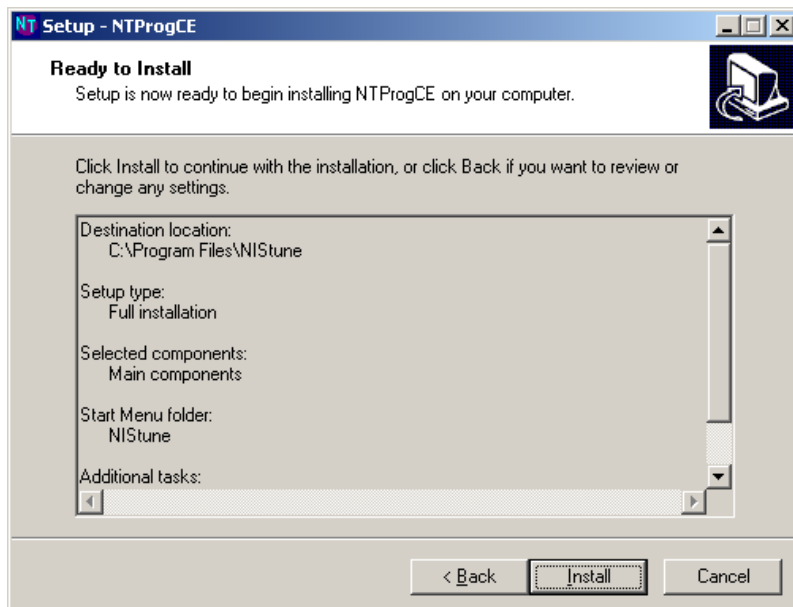 NT Setup - NTProgCE
Ready to Install
Setup is now ready to begin installing NTProgCE on your computer.
Click Install to continue with the installation, or click Back if you want to review or
change any settings.
Destination location:
C:\Program Files\NIStune
Setup type:
Full installation
Selected components:
Main components
Start Menu folder:
NIStune
Additional tasks:
< Back Install Cancel